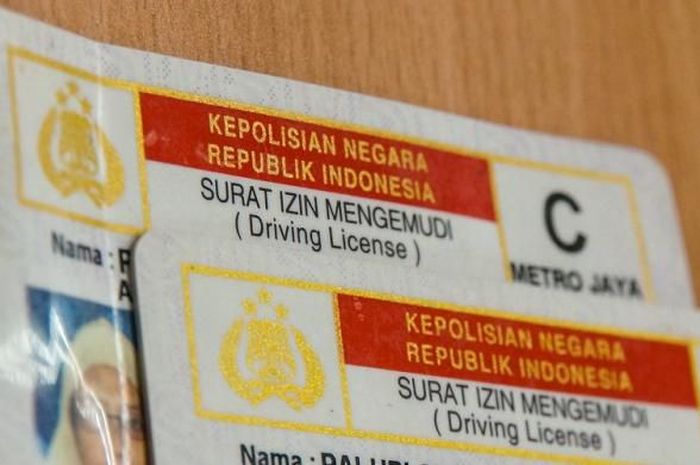 KEPOLISIAN NEGARA
REPUBLIK INDONESIA
SURAT IZIN MENGEMUDI
( Driving License )
C
METRO JAYA
Nama :
KEPOLISIAN NEGARA
REPUBLIK INDONESIA
SURAT IZIN MENGEMUDI
( Driving License )
Nama :